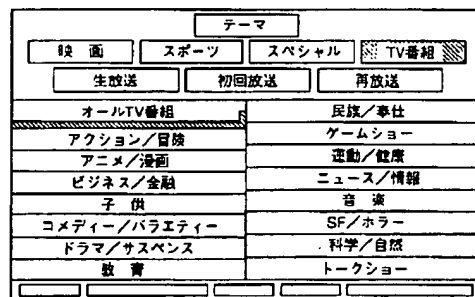 テーマ
映画 スポーツ スペシャル TV番組
生放送 初回放送 再放送
オールTV番組 民族/奉仕
アクション/冒険 ゲームショー
アニメ/漫画 運動/健康
ビジネス/金融 ニュース/情報
子供 音楽
コメディー/バラエティー SF/ホラー
ドラマ/サスペンス 科学/自然
教育 トークショー